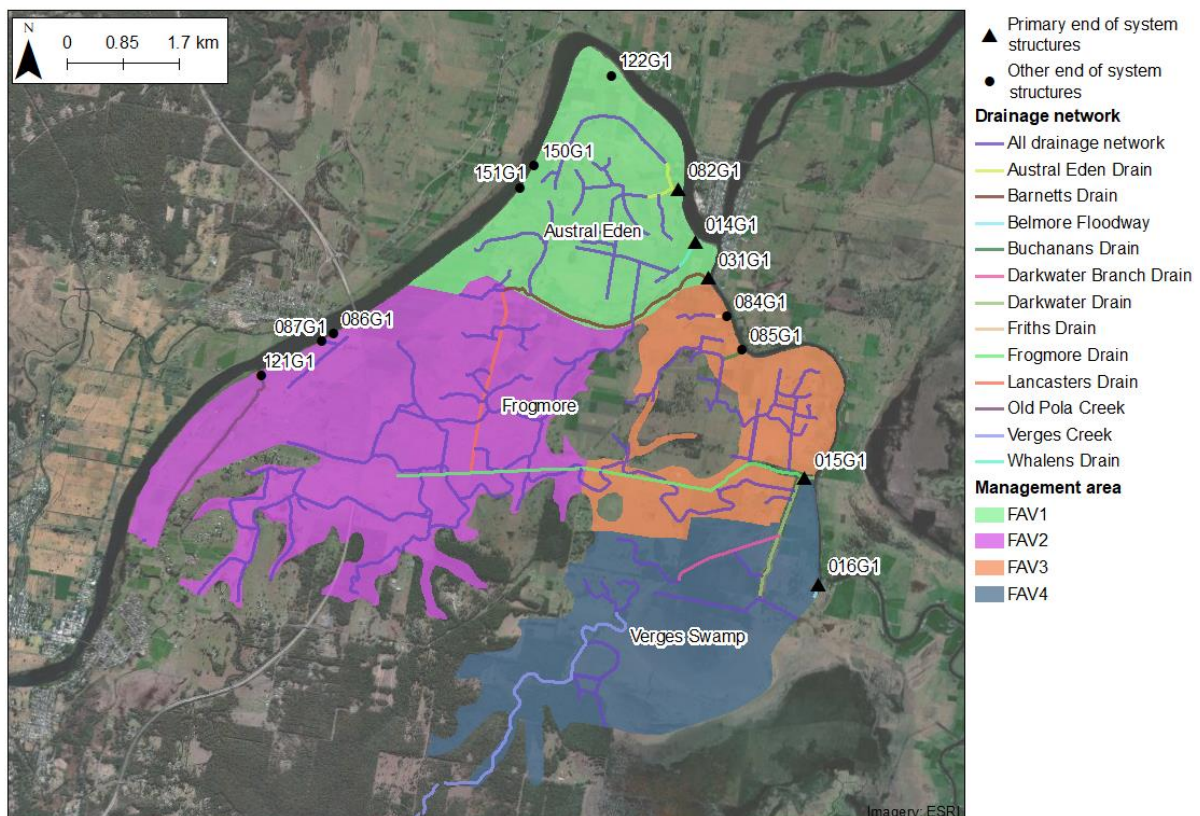 N
0 0.85 1.7 km
122G1
150G1
082G1
151G1
014G1
Austral Eden
031G1
084G1
086G1
087G1
085G1
121G1
Frogmore
015G1
016G1
Verges Swamp
Imagery: ESRI
Primary end of system
structures
Other end of system
structures
Drainage network
All drainage network
Austral Eden Drain
Barnetts Drain
Belmore Floodway
Buchanans Drain
Darkwater Branch Drain
Darkwater Drain
Friths Drain
Frogmore Drain
Lancasters Drain
Old Pola Creek
Verges Creek
Whalens Drain
Management area
FAV1
FAV2
FAV3
FAV4